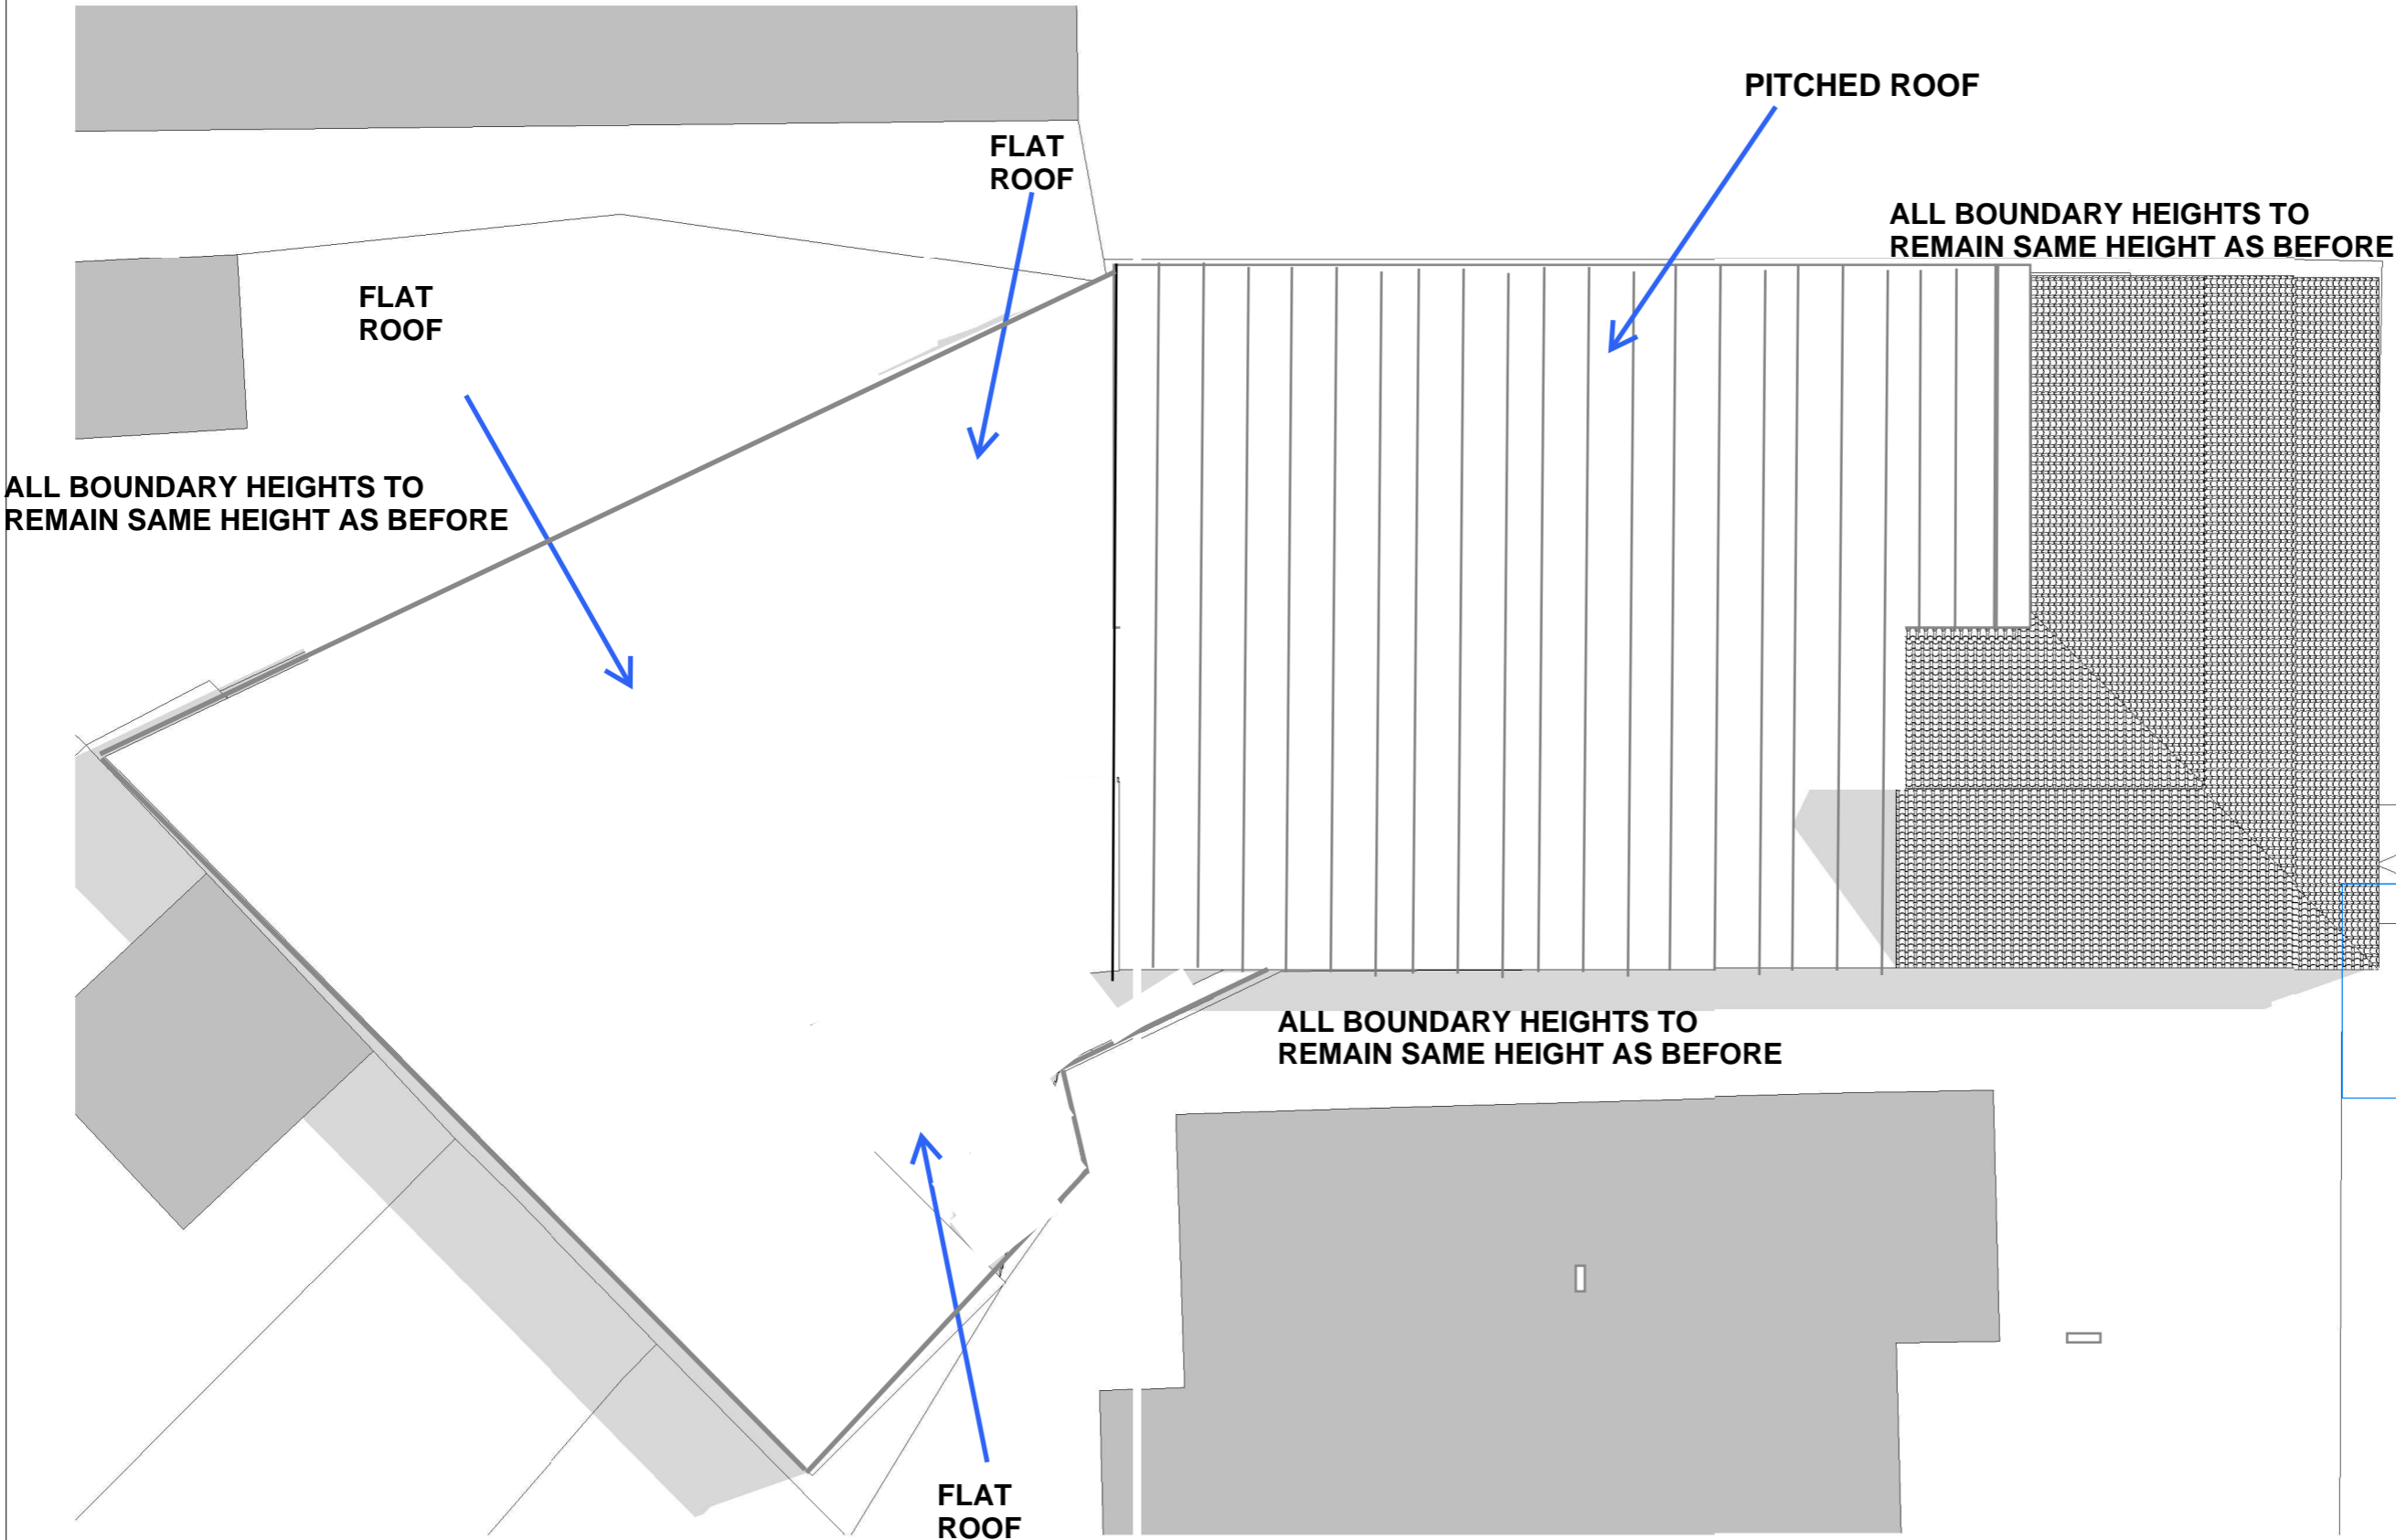 PITCHED ROOF
FLAT
ROOF
ALL BOUNDARY HEIGHTS TO
REMAIN SAME HEIGHT AS BEFORE
FLAT
ROOF
ALL BOUNDARY HEIGHTS TO
REMAIN SAME HEIGHT AS BEFORE
ALL BOUNDARY HEIGHTS TO
REMAIN SAME HEIGHT AS BEFORE
FLAT
ROOF